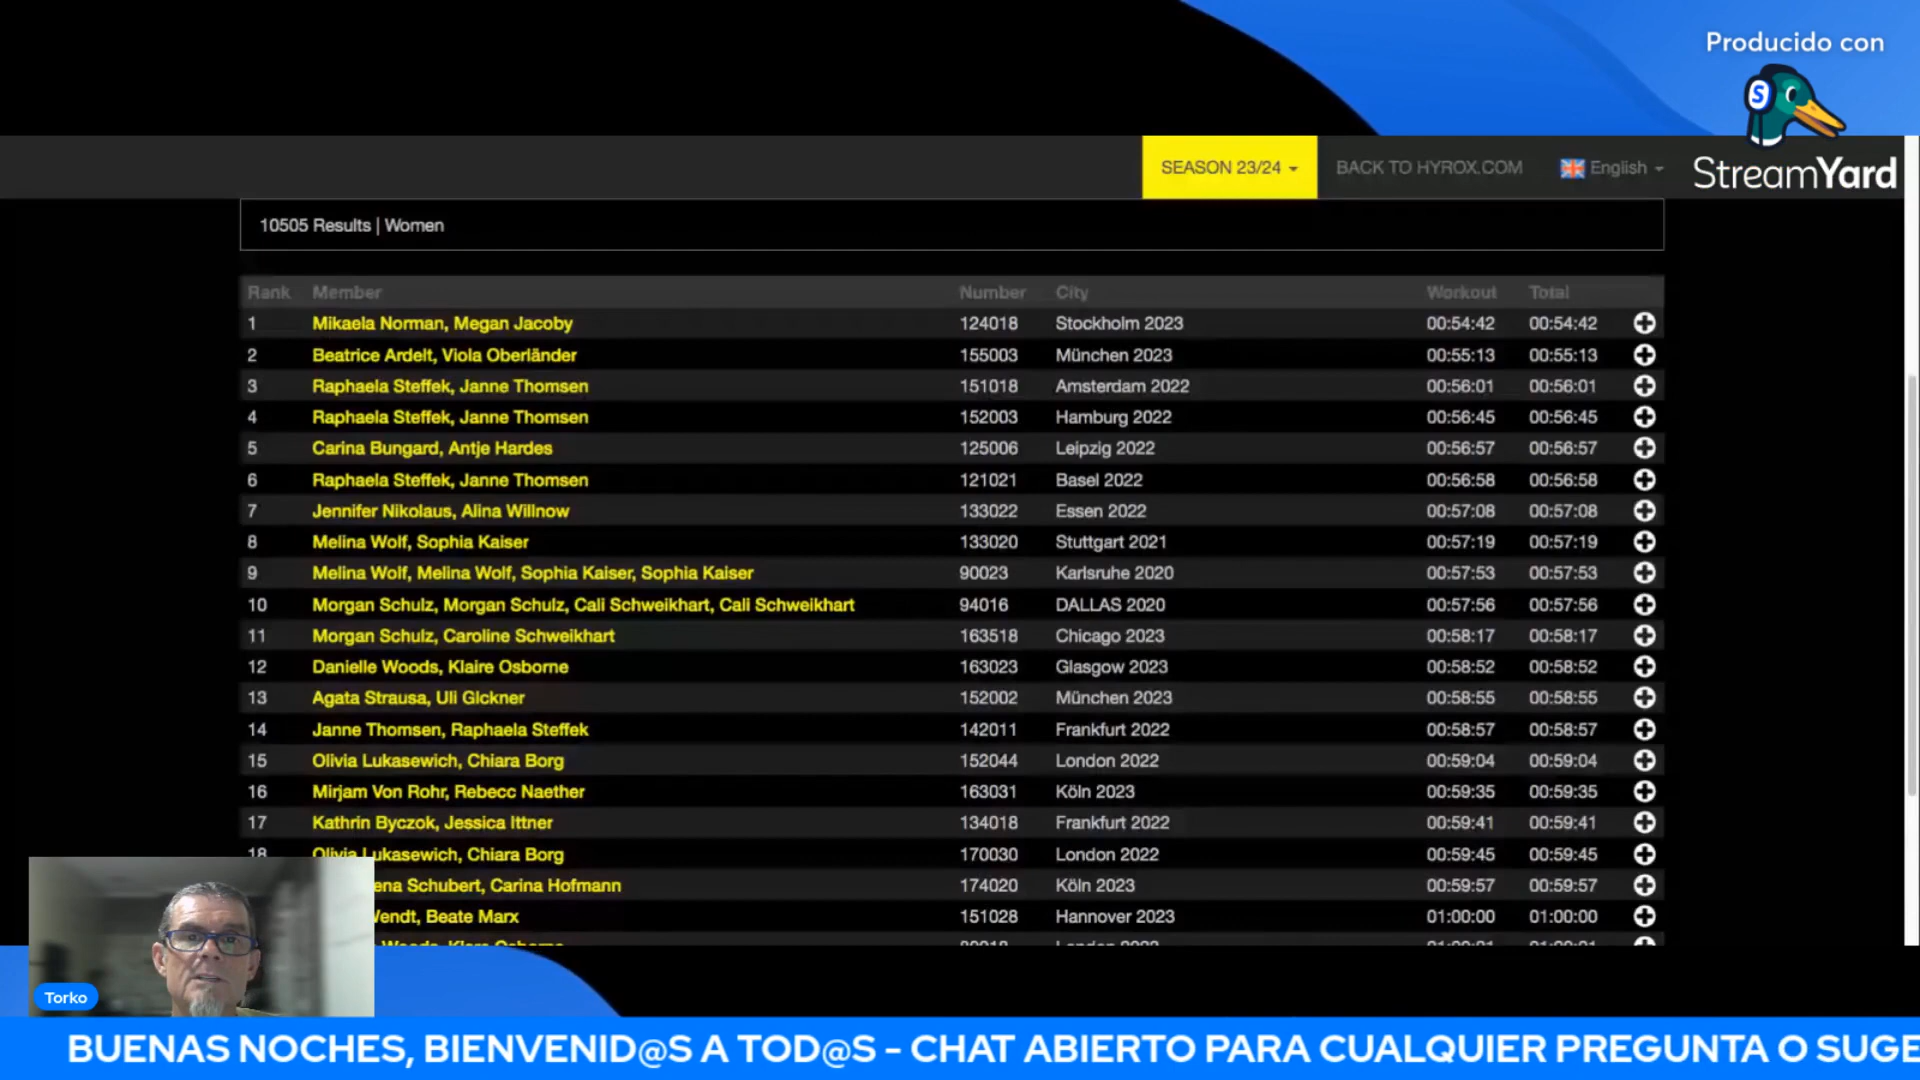 Producido con
S
StreamYard
SEASON 23/24 BACK TO HYROX.COM English
10505 Results | Women
Rank Member Number City Workout Total
1 Mikaela Norman, Megan Jacoby 124018 Stockholm 2023 00:54:42 00:54:42
2 Beatrice Ardelt, Viola Oberländer 155003 München 2023 00:55:13 00:55:13
3 Raphaela Steffek, Janne Thomsen 151018 Amsterdam 2022 00:56:01 00:56:01
4 Raphaela Steffek, Janne Thomsen 152003 Hamburg 2022 00:56:45 00:56:45
5 Carina Bungard, Antje Hardes 125006 Leipzig 2022 00:56:57 00:56:57
6 Raphaela Steffek, Janne Thomsen 121021 Basel 2022 00:56:58 00:56:58
7 Jennifer Nikolaus, Alina Willnow 133022 Essen 2022 00:57:08 00:57:08
8 Melina Wolf, Sophia Kaiser 133020 Stuttgart 2021 00:57:19 00:57:19
9 Melina Wolf, Melina Wolf, Sophia Kaiser, Sophia Kaiser 90023 Karlsruhe 2020 00:57:53 00:57:53
10 Morgan Schulz, Morgan Schulz, Cali Schweikhart, Cali Schweikhart 94016 DALLAS 2020 00:57:56 00:57:56
11 Morgan Schulz, Caroline Schweikhart 163518 Chicago 2023 00:58:17 00:58:17
12 Danielle Woods, Klaire Osborne 163023 Glasgow 2023 00:58:52 00:58:52
13 Agata Strausa, Uli Glckner 152002 München 2023 00:58:55 00:58:55
14 Janne Thomsen, Raphaela Steffek 142011 Frankfurt 2022 00:58:57 00:58:57
15 Olivia Lukasewich, Chiara Borg 152044 London 2022 00:59:04 00:59:04
16 Mirjam Von Rohr, Rebecc Naether 163031 Köln 2023 00:59:35 00:59:35
17 Kathrin Byczok, Jessica Ittner 134018 Frankfurt 2022 00:59:41 00:59:41
18 Olivia Lukasewich, Chiara Borg 170030 London 2022 00:59:45 00:59:45
ena Schubert, Carina Hofmann 174020 Köln 2023 00:59:57 00:59:57
Wendt, Beate Marx 151028 Hannover 2023 01:00:00 01:00:00
Torko
BUENAS NOCHES, BIENVENID@S A TOD@S - CHAT ABIERTO PARA CUALQUIER PREGUNTA O SUGE